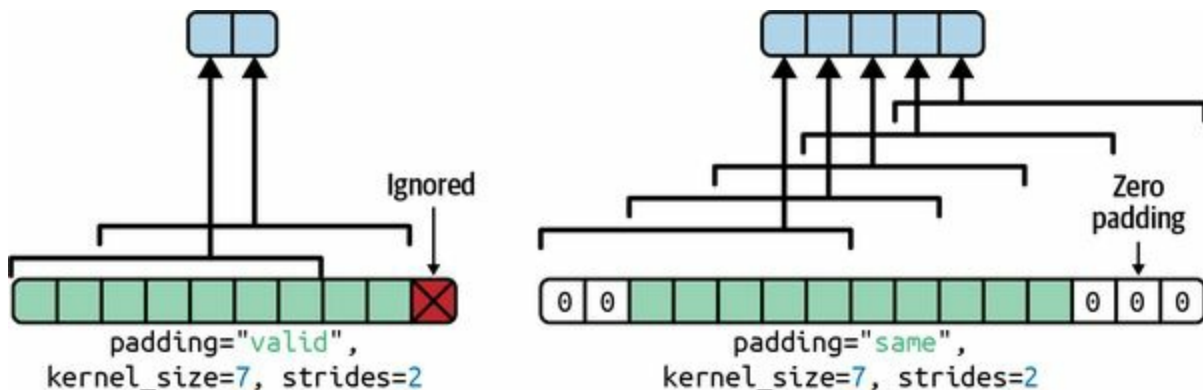 Ignored
Zero
padding
0 0 0 0 0
padding="valid",
kernel_size=7, strides=2
padding="same",
kernel_size=7, strides=2